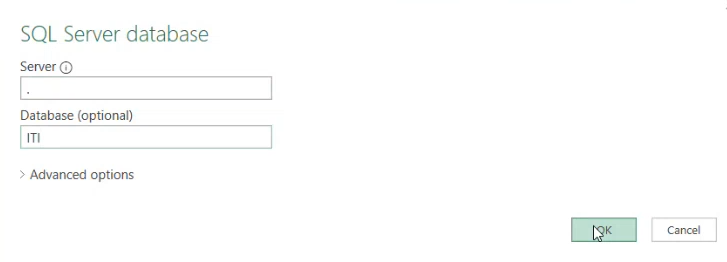 SQL Server database
Server
.
Database (optional)
ITI
Advanced options
OK Cancel